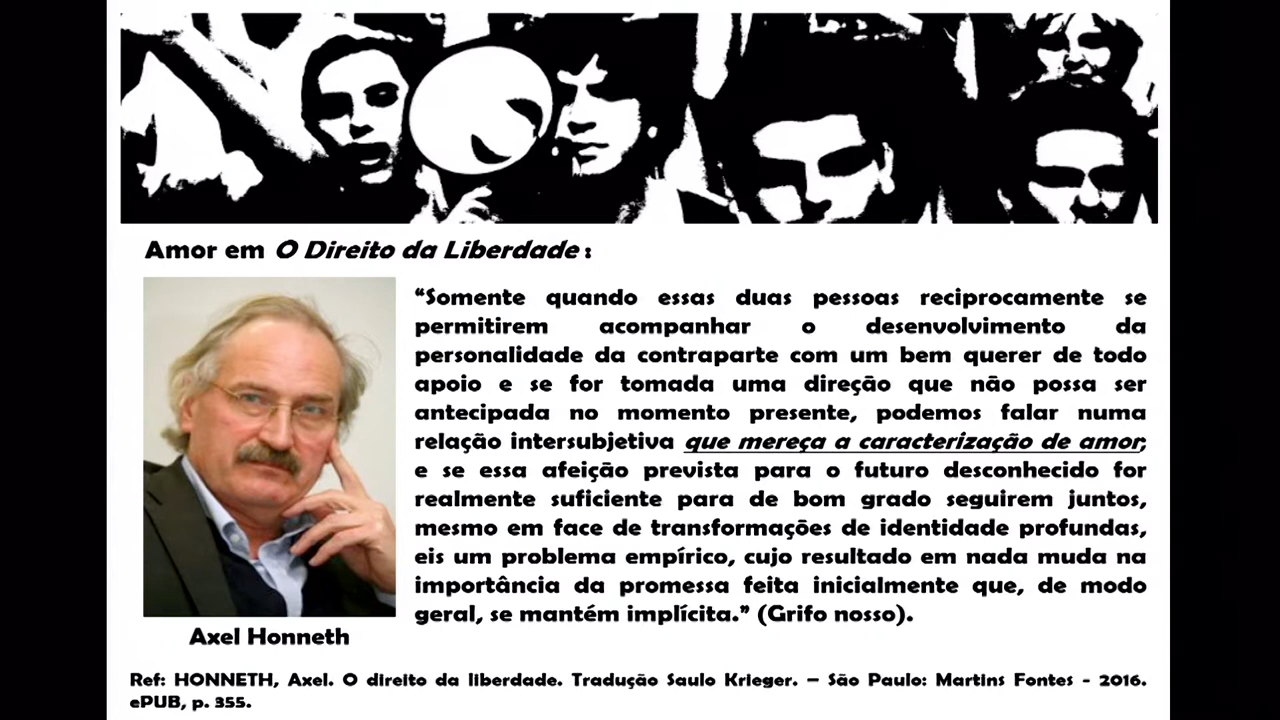 Amor em O Direito da Liberdade :
“Somente quando essas duas pessoas reciprocamente se
permitirem acompanhar o desenvolvimento da
personalidade da contraparte com um bem querer de todo
apoio e se for tomada uma direção que não possa ser
antecipada no momento presente, podemos falar numa
relação intersubjetiva que mereça a caracterização de amor;
e se essa afeição prevista para o futuro desconhecido for
realmente suficiente para de bom grado seguirem juntos,
mesmo em face de transformações de identidade profundas,
eis um problema empírico, cujo resultado em nada muda na
importância da promessa feita inicialmente que, de modo
geral, se mantém implícita.” (Grifo nosso).
Axel Honneth
Ref: HONNETH, Axel. O direito da liberdade. Tradução Saulo Krieger. – São Paulo: Martins Fontes - 2016.
ePUB, p. 355.